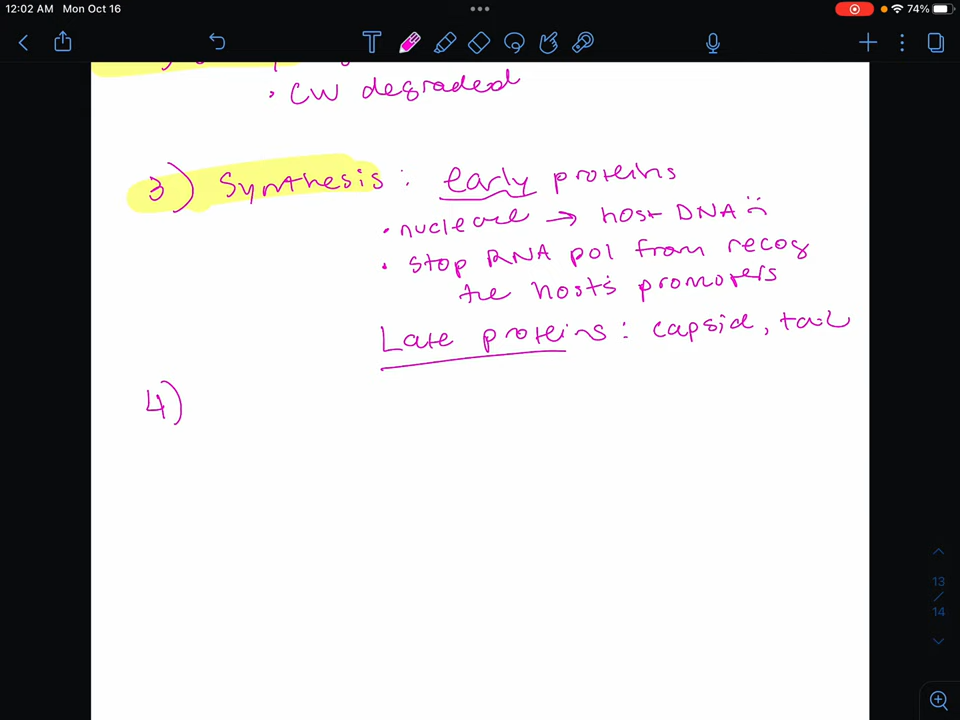 12:02 AM Mon Oct 16
74%
T
• CW degraded
3) Synthesis : early proteins
• nuclease → host DNA
• stop RNA pol from recog
the host's promoters
Late proteins : capsid, tail
4)
13
/
14